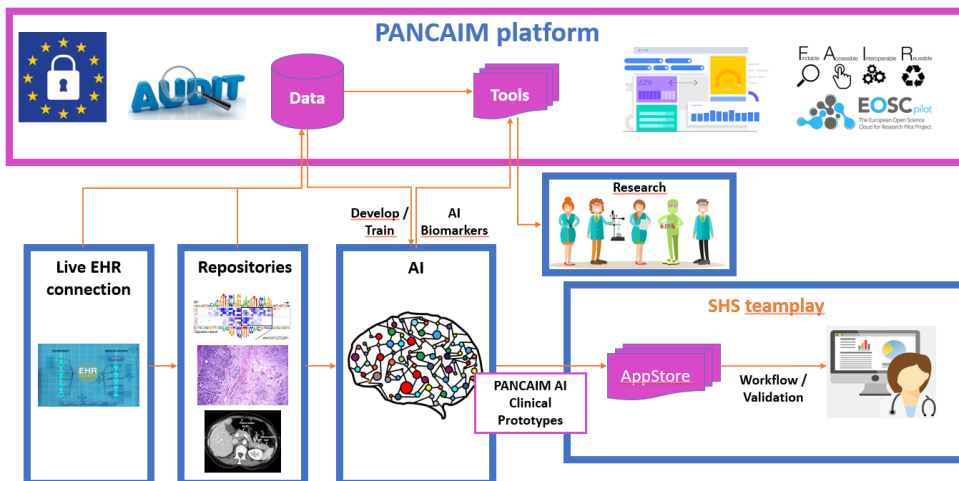 PANCAIM platform
AUDIT
Data
Tools
62%
Findable
Accessible
Interoperable
Reusable
EOSCpilot
The European Open Science
Cloud for Research Pilot Project
Develop /
Train
AI
Biomarkers
Research
Live EHR
connection
Repositories
AI
EHR
SHS teamplay
PANCAIM AI
Clinical
Prototypes
AppStore
Workflow /
Validation